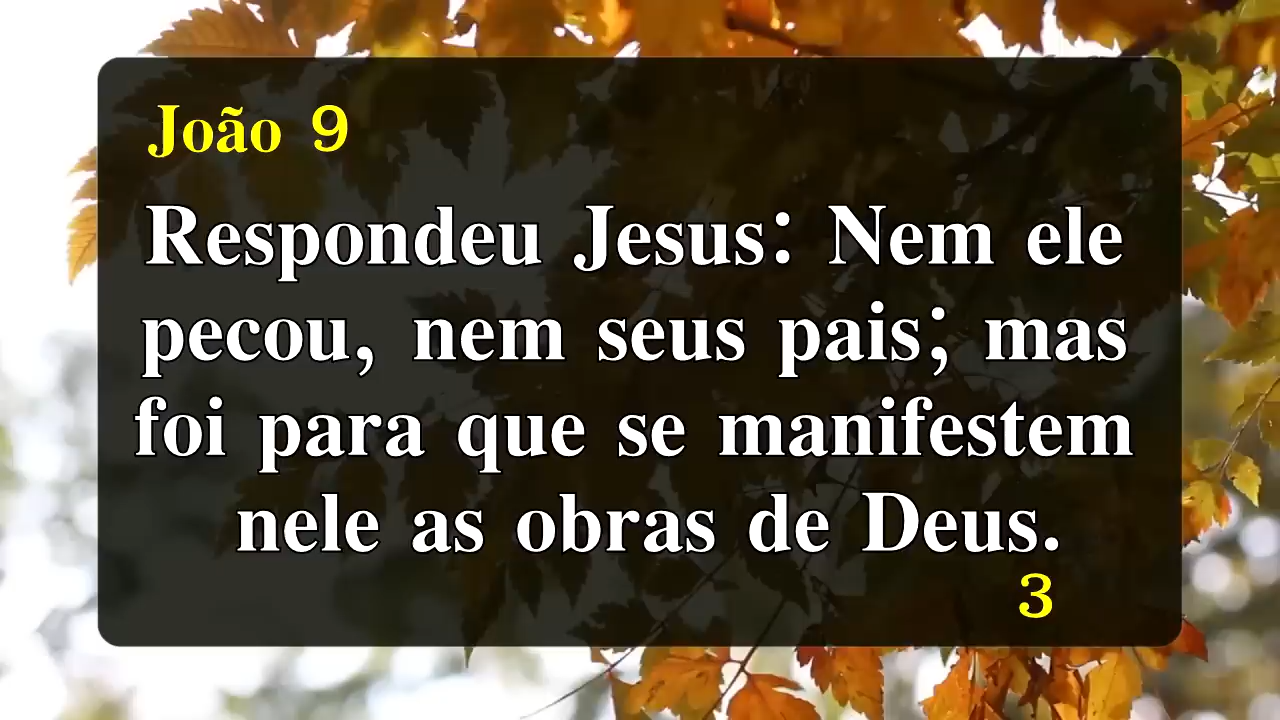 João 9
Respondeu Jesus: Nem ele
pecou, nem seus pais; mas
foi para que se manifestem
nele as obras de Deus.
3